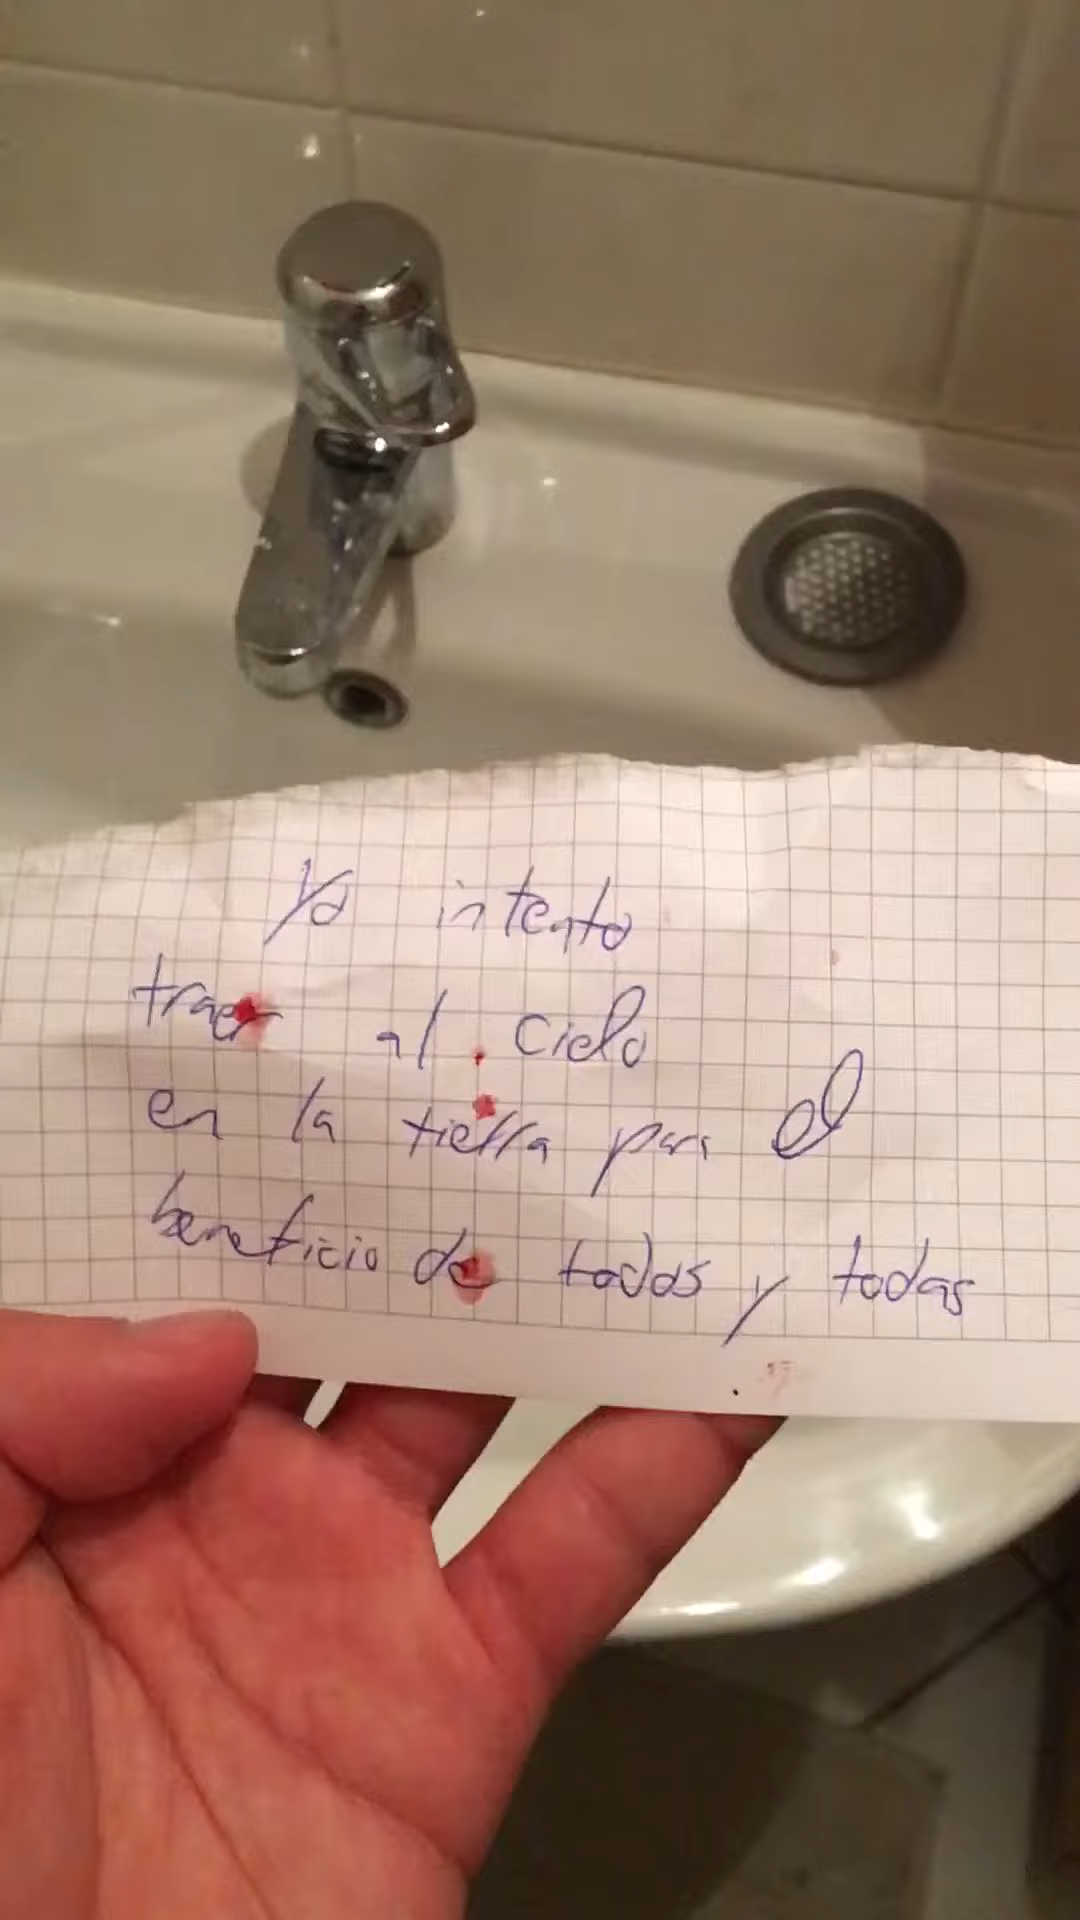 Yo intento
traer al cielo
en la tierra para el
beneficio de todos y todas